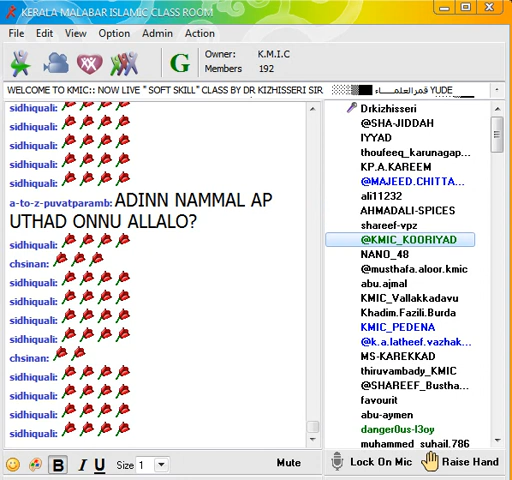 KERALA MALABAR ISLAMIC CLASS ROOM
File Edit View Option Admin Action
G Owner: K.M.I.C
Members 192
WELCOME TO KMIC:: NOW LIVE " SOFT SKILL" CLASS BY DR KIZHISSERI SIR YUDE
sidhiquali:
sidhiquali:
sidhiquali:
sidhiquali:
sidhiquali:
sidhiquali:
a-to-z-puvatparamb: ADINN NAMMAL AP
UTHAD ONNU ALLALO?
sidhiquali:
chsinan:
sidhiquali:
sidhiquali:
sidhiquali:
sidhiquali:
chsinan:
sidhiquali:
sidhiquali:
sidhiquali:
sidhiquali:
Drkizhisseri
@SHA-JIDDAH
IYYAD
thoufeeq_karunagap...
KP.A.KAREEM
@MAJEED.CHITTA...
ali11232
AHMADALI-SPICES
shareef-vpz
@KMIC_KOORIYAD
NANO_48
@musthafa.aloor.kmic
abu.ajmal
KMIC_Vallakkadavu
Khadim.Fazili.Burda
KMIC_PEDENA
@k.a.latheef.vazhak...
MS-KAREKKAD
thiruvambady_KMIC
@SHAREEF_Bustha...
favourit
abu-aymen
danger0us-l3oy
muhammed_suhail.786
B I U Size 1 Mute
Lock On Mic Raise Hand